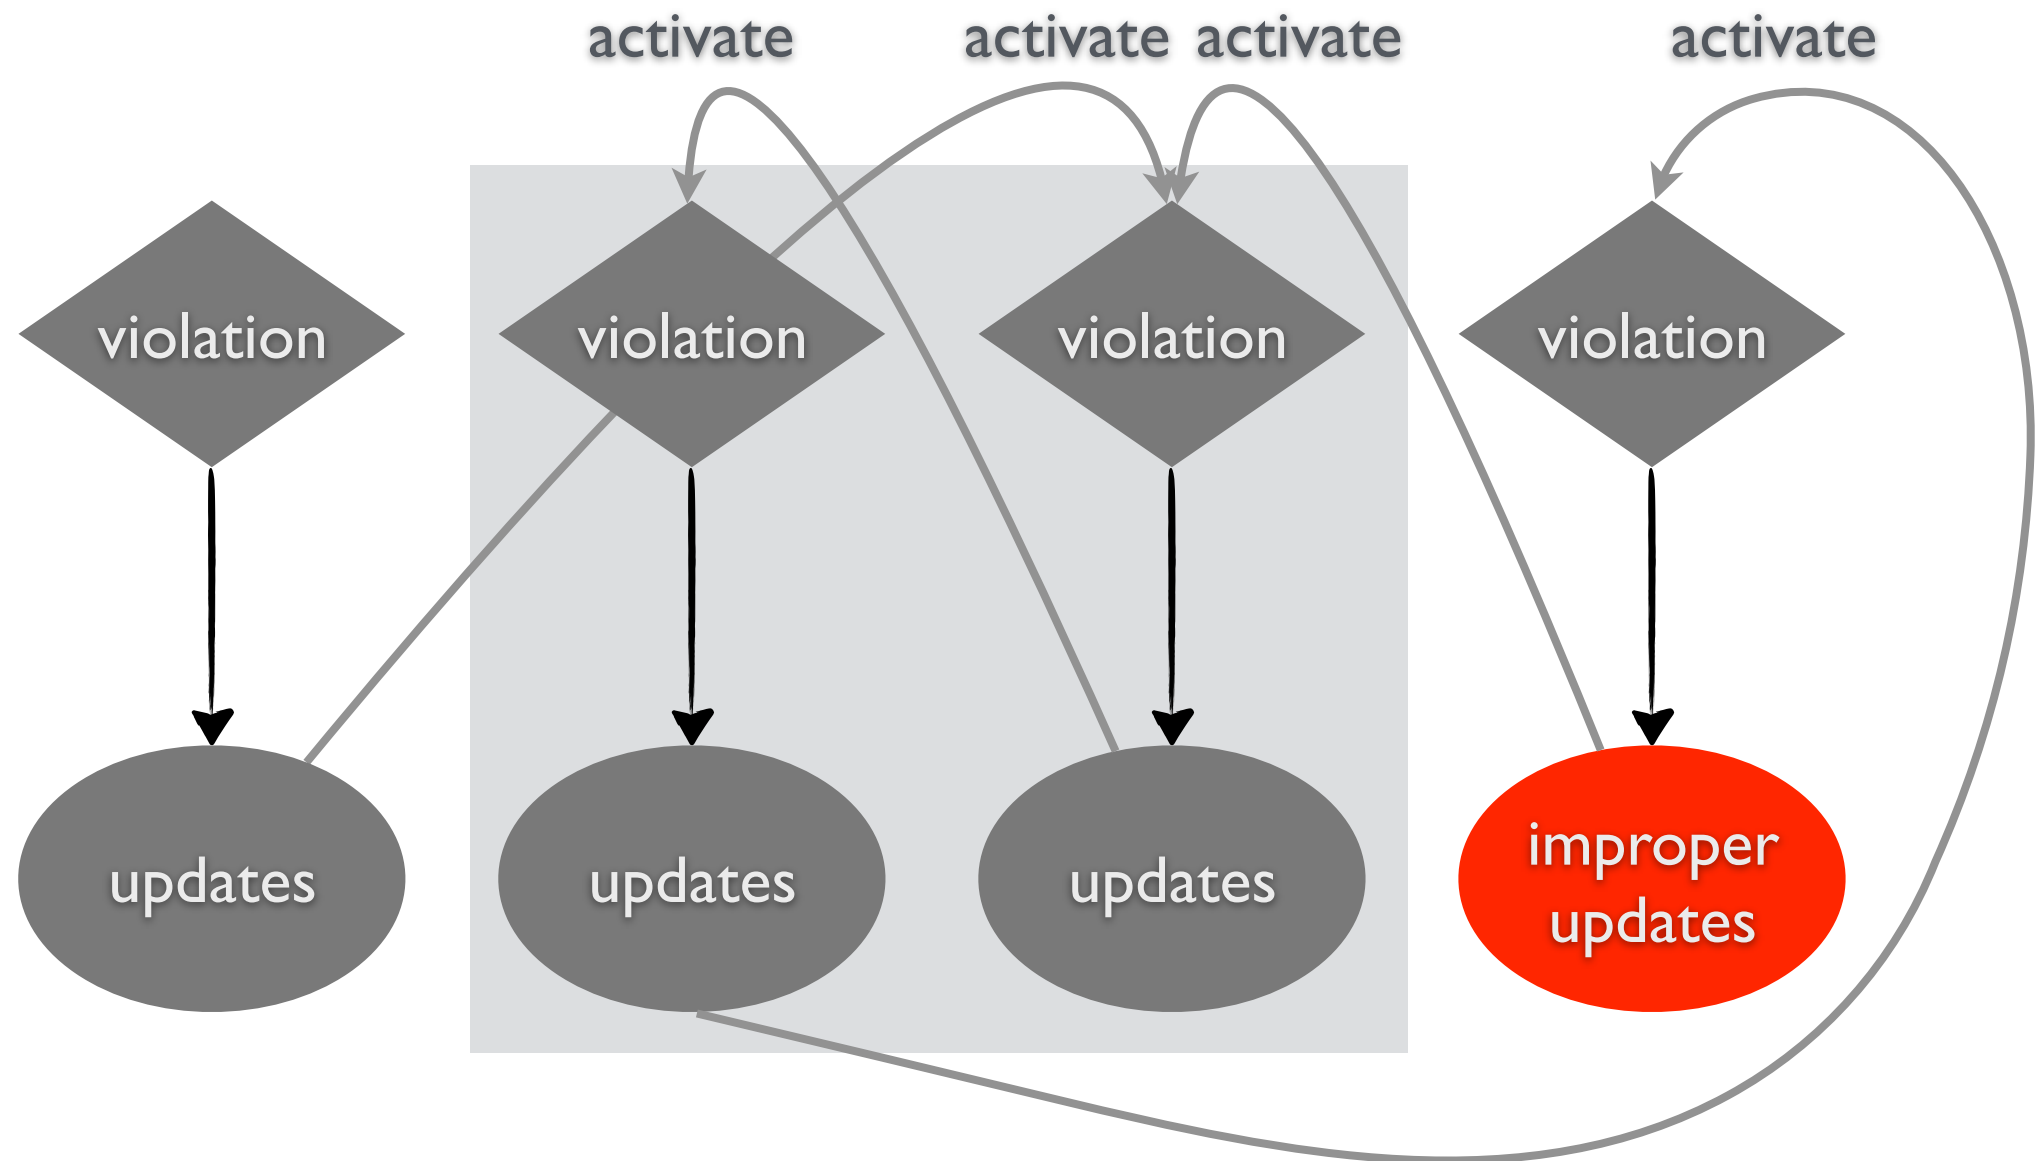 activate
activate
activate
activate
violation
violation
violation
violation
updates
updates
updates
improper
updates